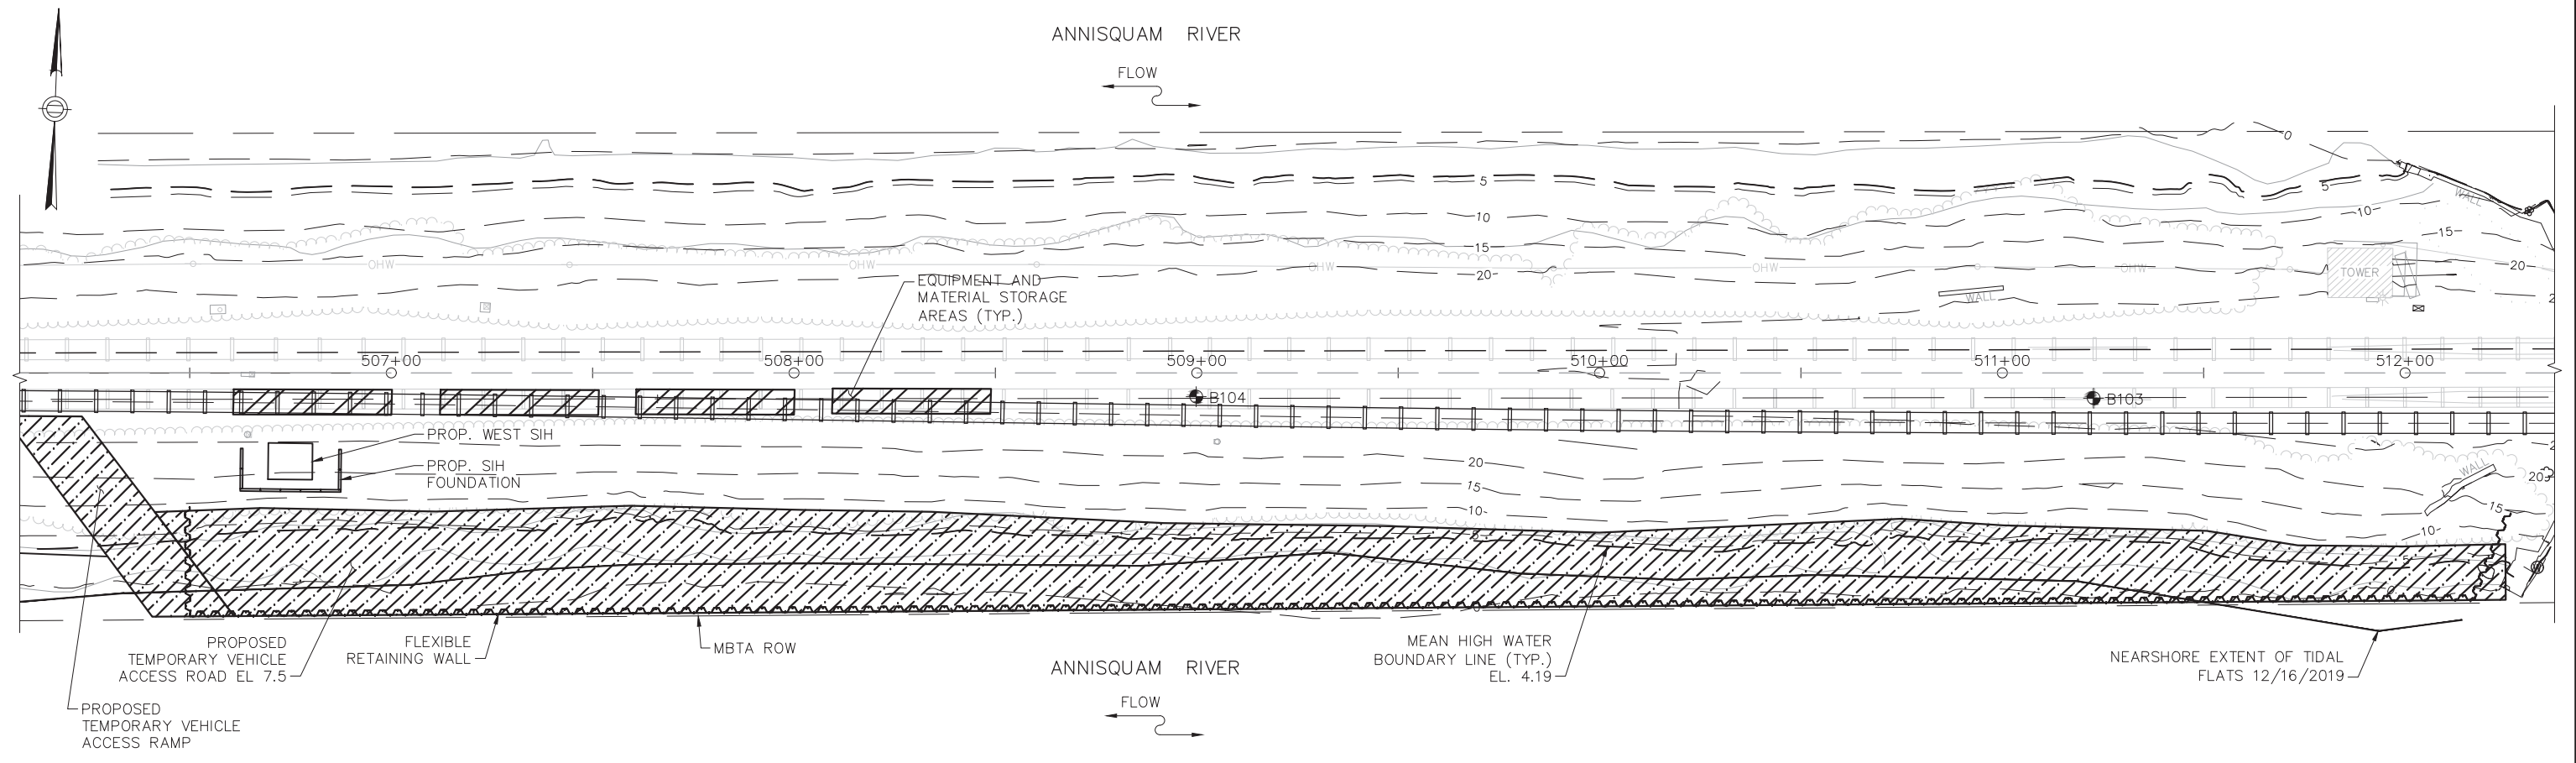 ANNISQUAM RIVER
FLOW
0
5
5
10
10
WALL
15
15
OHW
OHW
OHW
OHW
OHW
20
20
TOWER
EQUIPMENT AND
MATERIAL STORAGE
AREAS (TYP.)
WALL
507+00
508+00
509+00
510+00
511+00
512+00
B104
B103
PROP. WEST SIH
PROP. SIH
FOUNDATION
20
15
10
WALL
20
15
10
5
5
0
0
PROPOSED
TEMPORARY VEHICLE
ACCESS ROAD EL 7.5
FLEXIBLE
RETAINING WALL
MBTA ROW
ANNISQUAM RIVER
FLOW
MEAN HIGH WATER
BOUNDARY LINE (TYP.)
EL. 4.19
NEARSHORE EXTENT OF TIDAL
FLATS 12/16/2019
PROPOSED
TEMPORARY VEHICLE
ACCESS RAMP